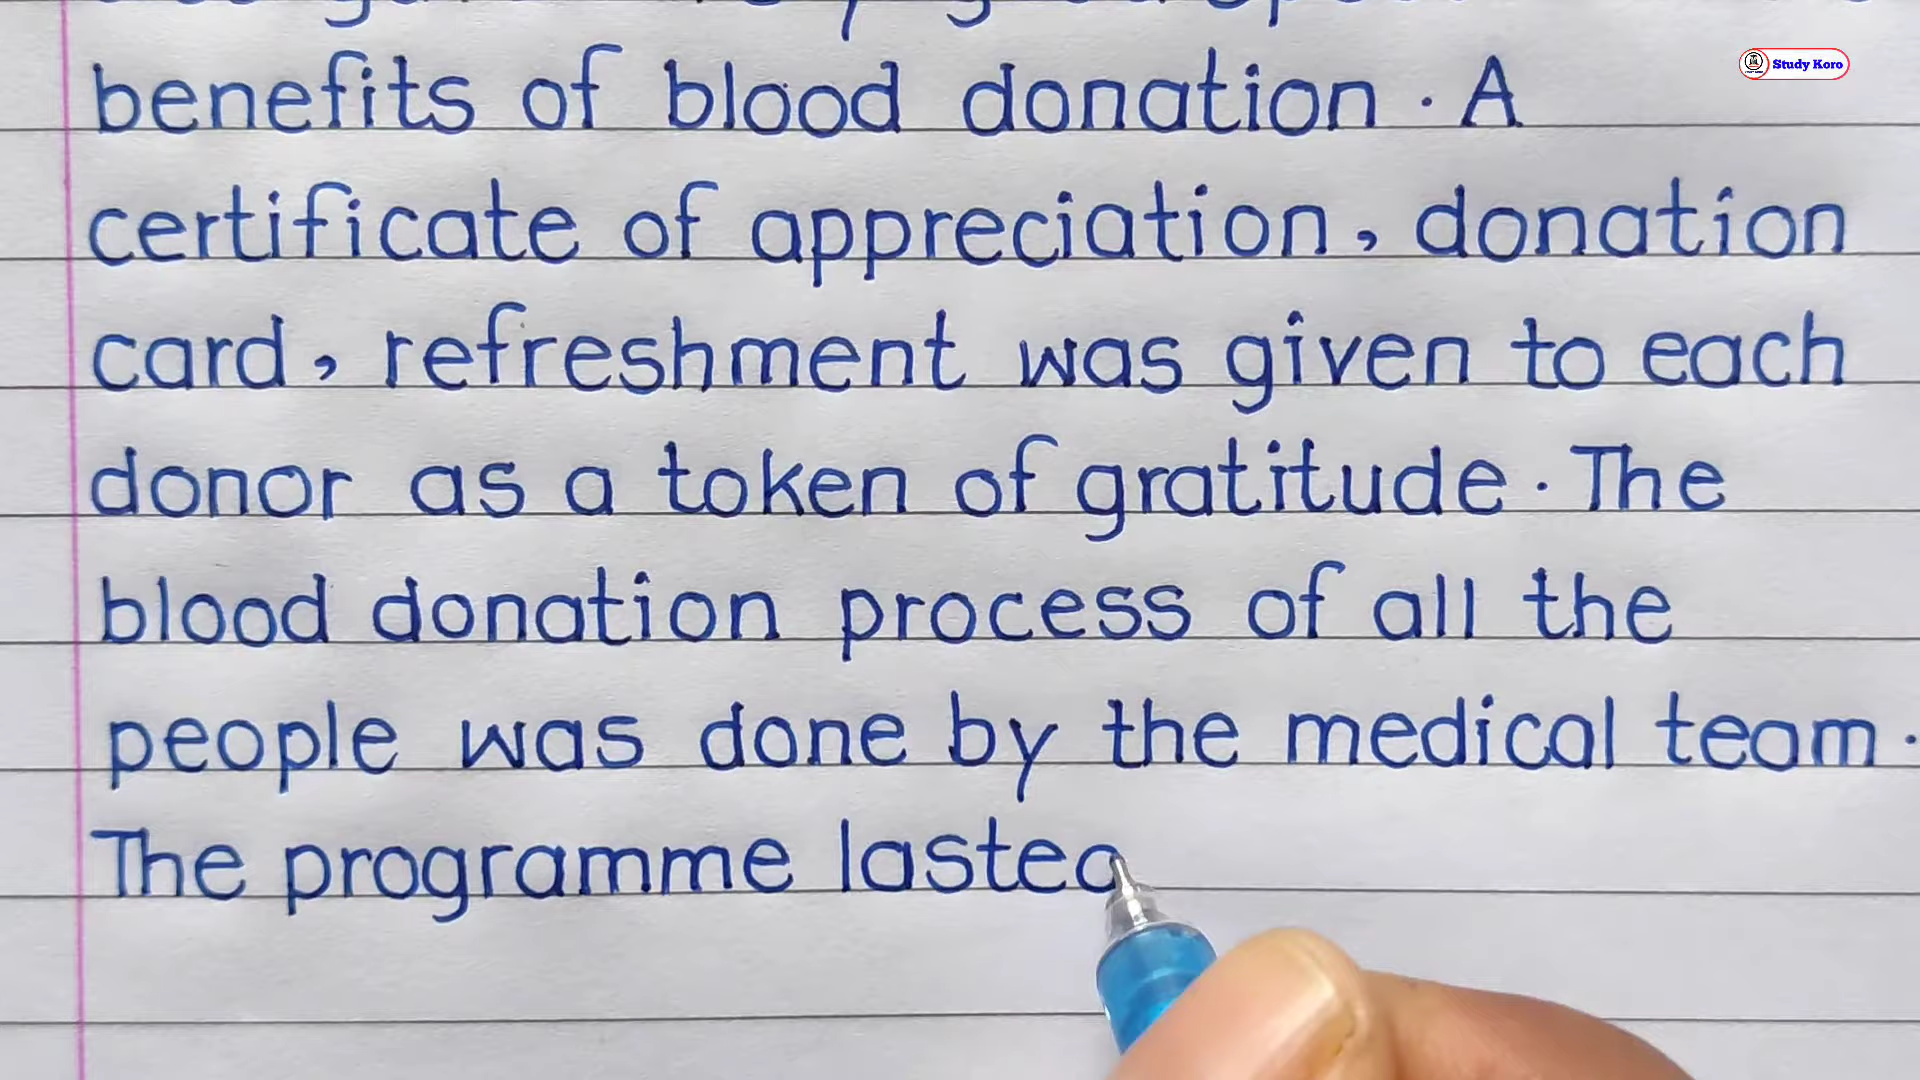 benefits of blood donation. A
Study Koro
certificate of appreciation, donation
card, refreshment was given to each
donor as a token of gratitude. The
blood donation process of all the
people was done by the medical team.
The programme laste